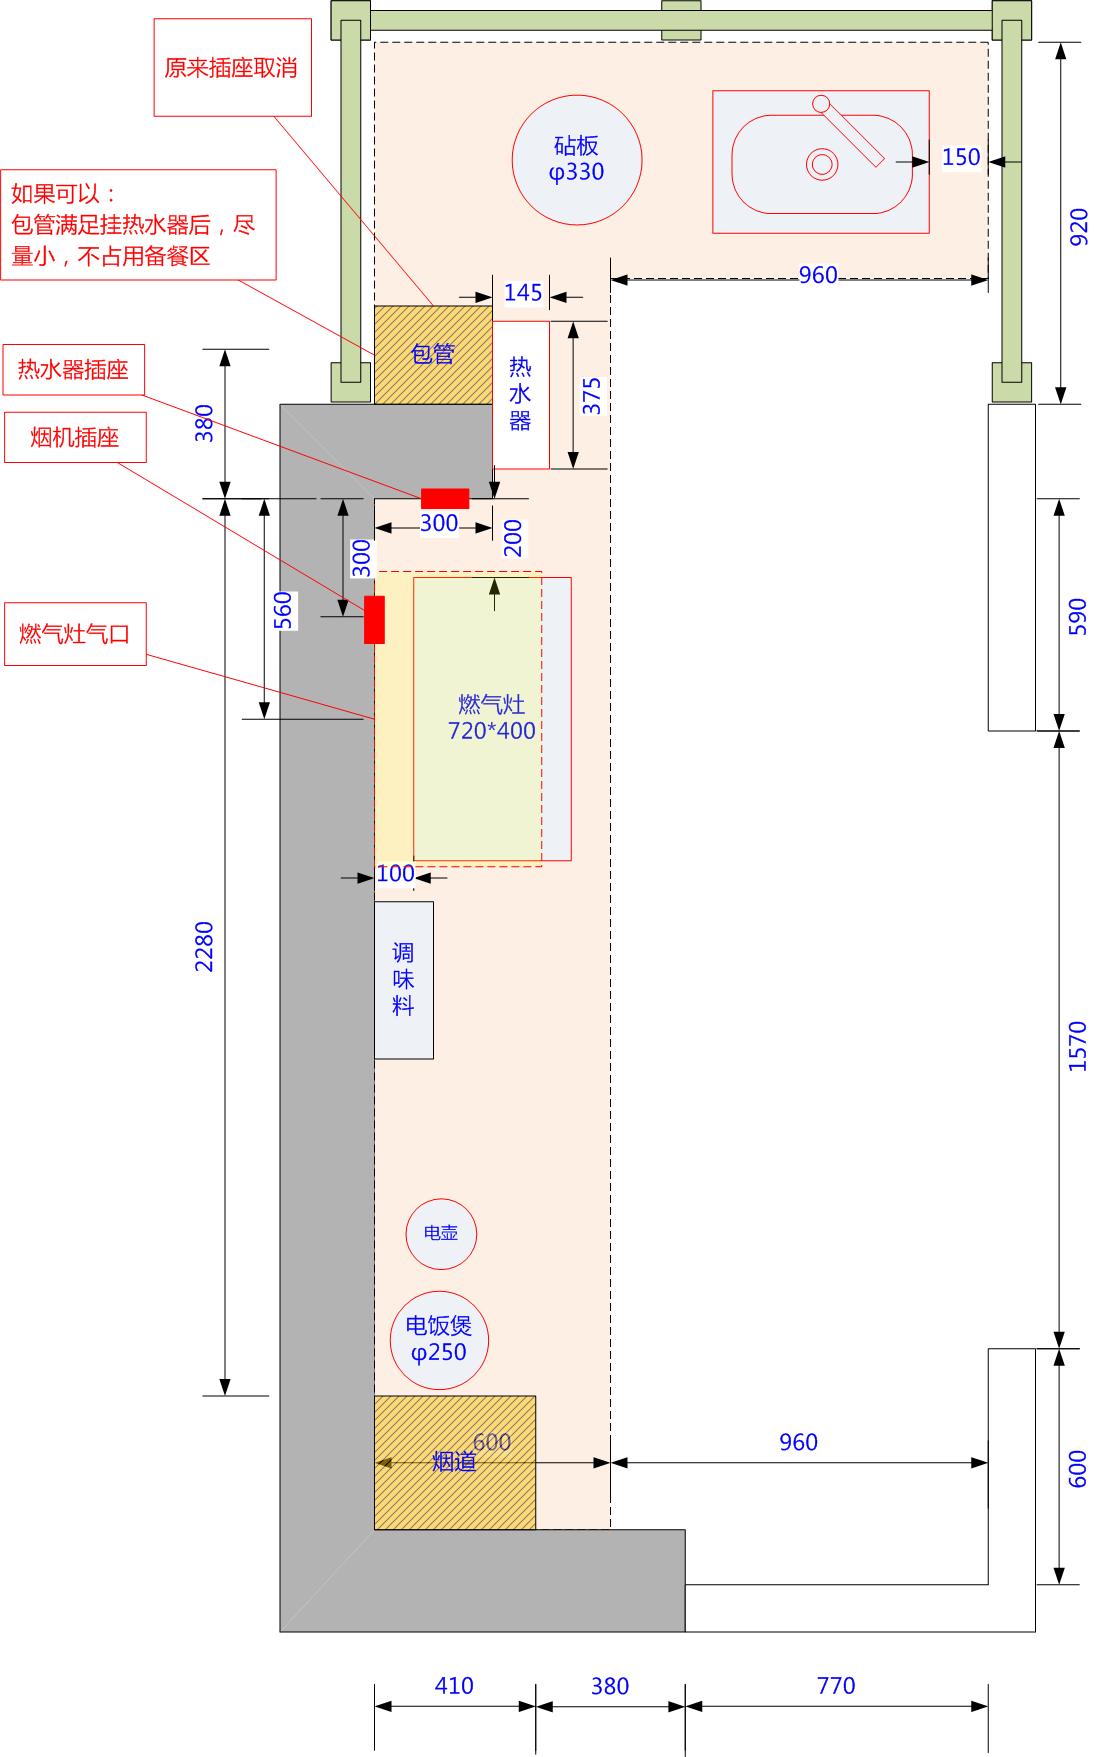 原来插座取消
砧板
φ330
150
如果可以：
包管满足挂热水器后，尽
量小，不占用备餐区
920
960
145
包管
热水器
375
热水器插座
380
烟机插座
300
200
300
560
590
燃气灶气口
燃气灶
720*400
100
调味料
2280
1570
电壶
电饭煲
φ250
600
烟道
960
600
410
380
770